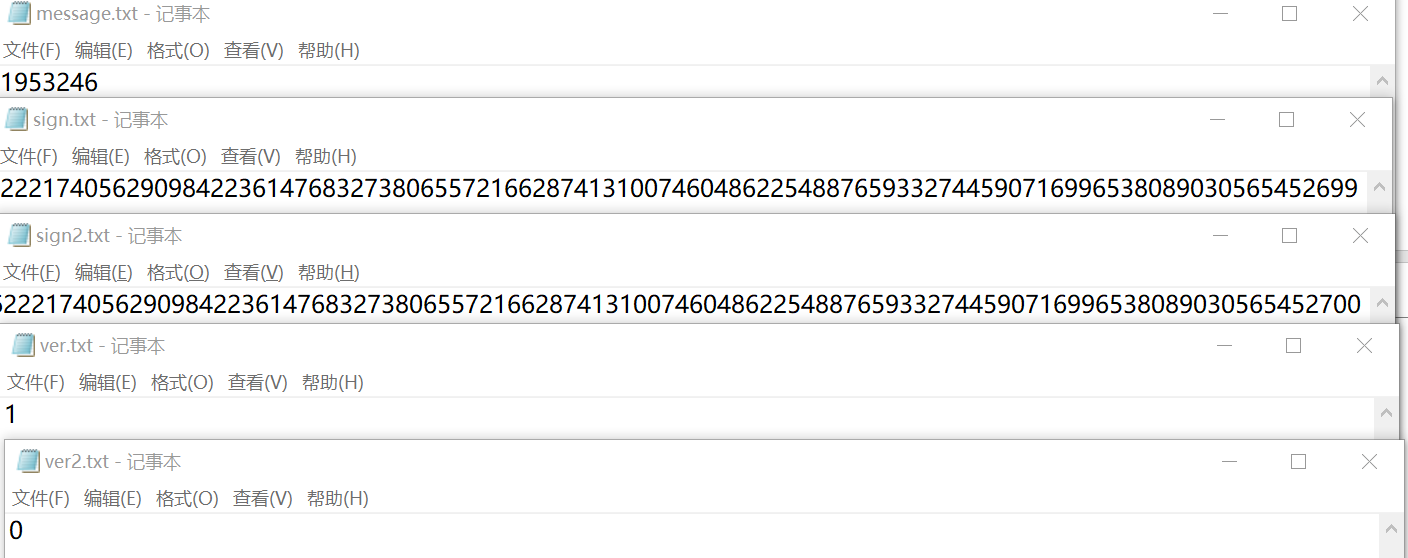 message.txt - 记事本
文件(F) 编辑(E) 格式(O) 查看(V) 帮助(H)
1953246
sign.txt - 记事本
文件(F) 编辑(E) 格式(O) 查看(V) 帮助(H)
2221740562909842236147683273806557216628741310074604862254887659332744590716996538089030565452699
sign2.txt - 记事本
文件(F) 编辑(E) 格式(O) 查看(V) 帮助(H)
62221740562909842236147683273806557216628741310074604862254887659332744590716996538089030565452700
ver.txt - 记事本
文件(F) 编辑(E) 格式(O) 查看(V) 帮助(H)
1
ver2.txt - 记事本
文件(F) 编辑(E) 格式(O) 查看(V) 帮助(H)
0